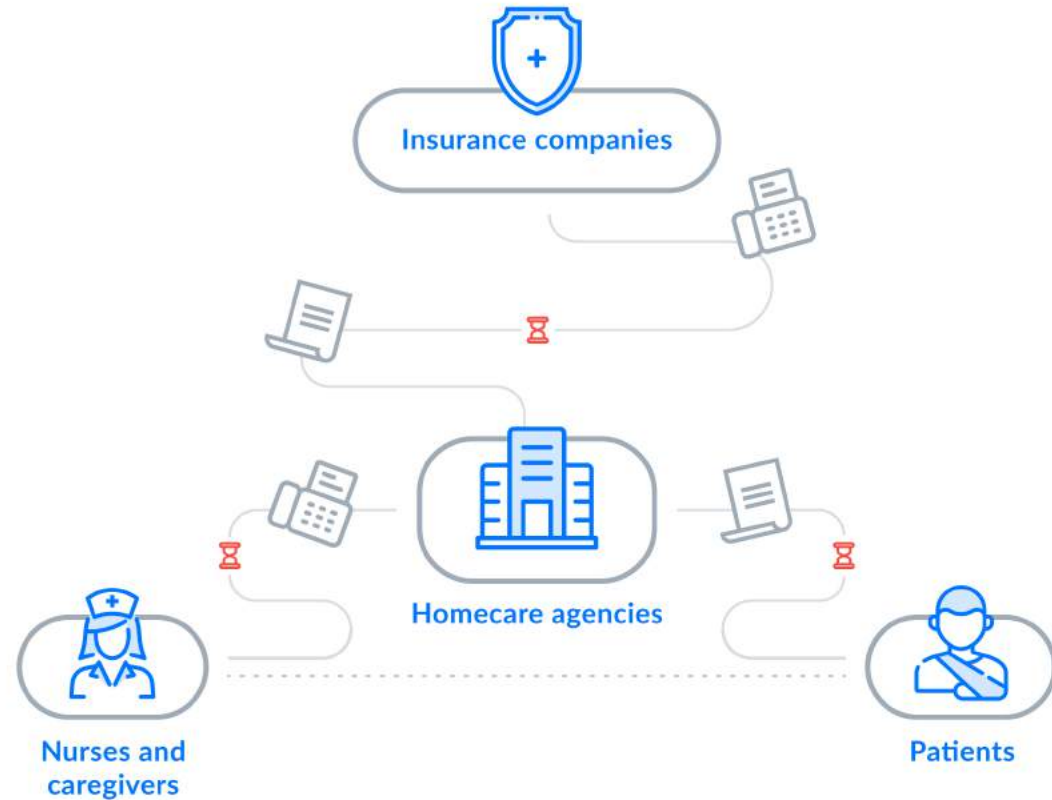 Insurance companies
Homecare agencies
Nurses and
caregivers
Patients